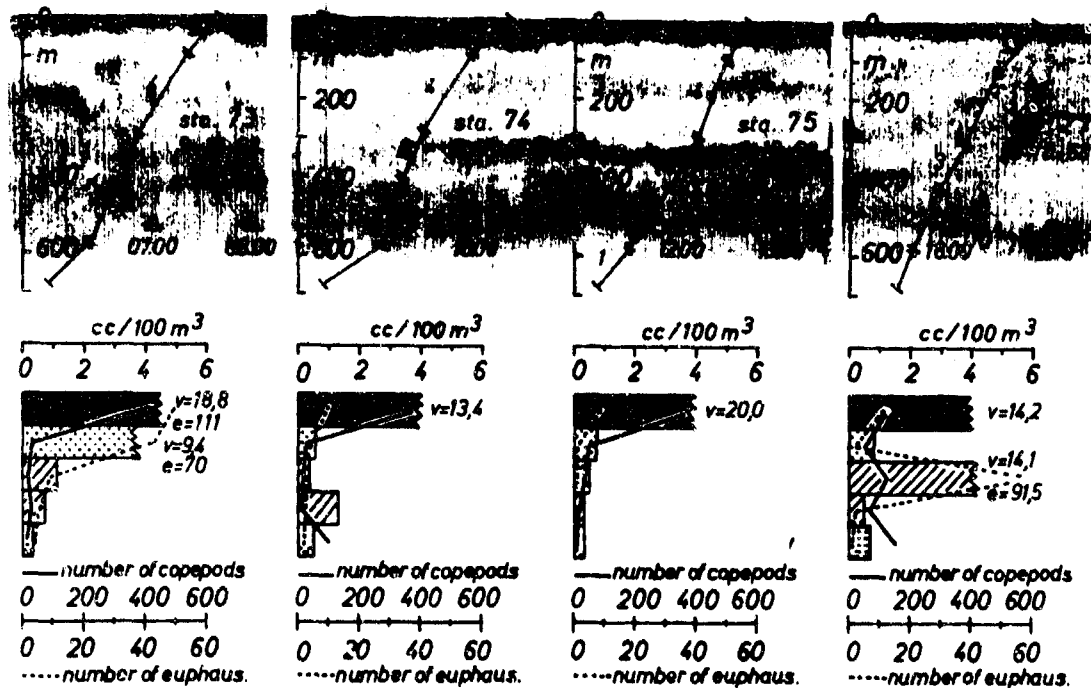 0
m
sta. 73
600 07.00 08.00
m
200
sta. 74
600
0
m
200
sta. 75
12.00
0
m
200
600 18.00
cc/100 m³
0 2 4 6
v=18,8
e=111
v=9,4
e=70
number of copepods
0 200 400 600
0 20 40 60
number of euphaus.
cc/100 m³
0 2 4 6
v=13,4
number of copepods
0 200 400 600
0 20 40 60
number of euphaus.
cc/100 m³
0 2 4 6
v=20,0
number of copepods
0 200 400 600
0 20 40 60
number of euphaus.
cc/100 m³
0 2 4 6
v=14,2
v=14,1
e=91,5
number of copepods
0 200 400 600
0 20 40 60
number of euphaus.